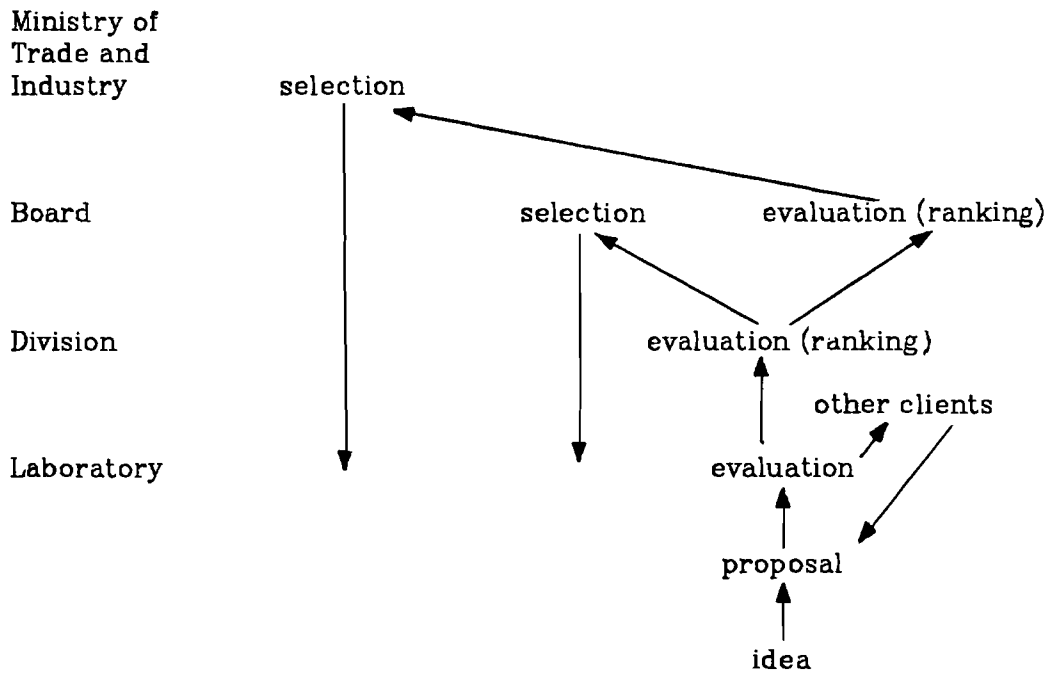 Ministry of
Trade and
Industry selection
Board selection evaluation (ranking)
Division evaluation (ranking)
other clients
Laboratory evaluation
proposal
idea